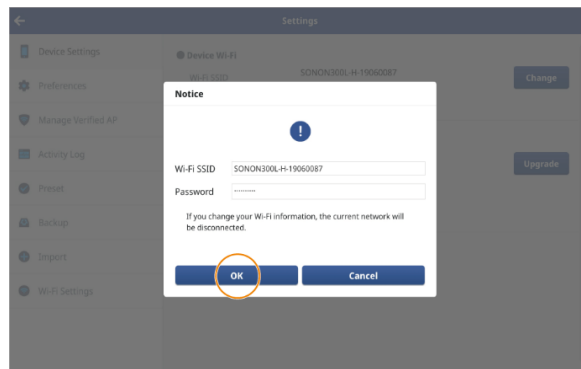 Settings
Device Settings
Preferences
Manage Verified AP
Activity Log
Preset
Backup
Import
Wi-Fi Settings
Device Wi-Fi
Wi-Fi SSID SONON300L-H-19060087
Change
Upgrade
Notice
!
Wi-Fi SSID SONON300L-H-19060087
Password ··········
If you change your Wi-Fi information, the current network will
be disconnected.
OK Cancel